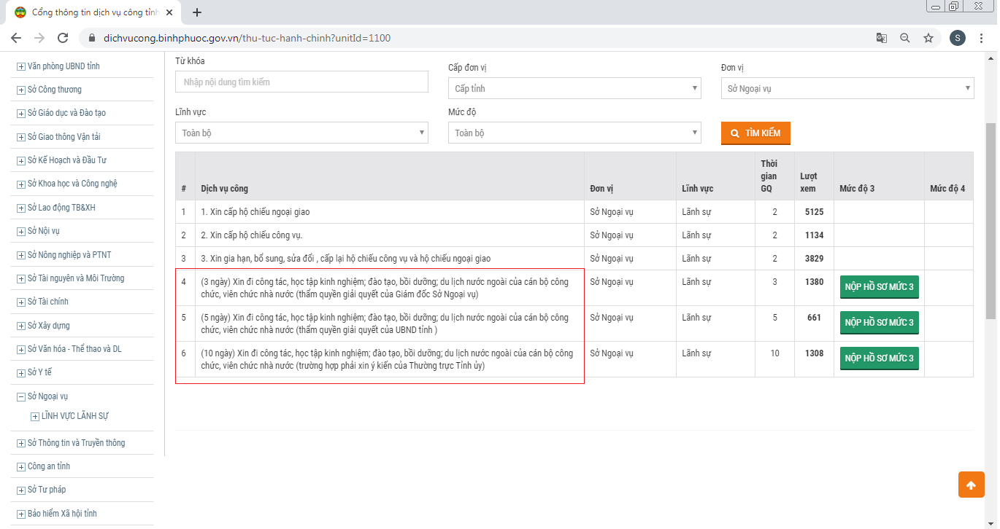 Cổng thông tin dịch vụ công tỉnh
dichvucong.binhphuoc.gov.vn/thu-tuc-hanh-chinh?unitId=1100
S
Văn phòng UBND tỉnh
Sở Công thương
Sở Giáo dục và Đào tạo
Sở Giao thông Vận tải
Sở Kế Hoạch và Đầu Tư
Sở Khoa học và Công nghệ
Sở Lao động TB&XH
Sở Nội vụ
Sở Nông nghiệp và PTNT
Sở Tài nguyên và Môi Trường
Sở Tài chính
Sở Xây dựng
Sở Văn hóa - Thể thao và DL
Sở Y tế
Sở Ngoại vụ
LĨNH VỰC LÃNH SỰ
Sở Thông tin và Truyền thông
Công an tỉnh
Sở Tư pháp
Bảo hiểm Xã hội tỉnh
Từ khóa
Nhập nội dung tìm kiếm
Cấp đơn vị
Cấp tỉnh
Đơn vị
Sở Ngoại vụ
Lĩnh vực
Toàn bộ
Mức độ
Toàn bộ
TÌM KIẾM
# Dịch vụ công Đơn vị Lĩnh vực Thời gian GQ Lượt xem Mức độ 3 Mức độ 4
1 1. Xin cấp hộ chiếu ngoại giao Sở Ngoại vụ Lãnh sự 2 5125
2 2. Xin cấp hộ chiếu công vụ. Sở Ngoại vụ Lãnh sự 2 1134
3 3. Xin gia hạn, bổ sung, sửa đổi , cấp lại hộ chiếu công vụ và hộ chiếu ngoại giao Sở Ngoại vụ Lãnh sự 2 3829
4 (3 ngày) Xin đi công tác, học tập kinh nghiệm; đào tạo, bồi dưỡng; du lịch nước ngoài của cán bộ công Sở Ngoại vụ Lãnh sự 3 1380 NỘP HỒ SƠ MỨC 3
chức, viên chức nhà nước (thẩm quyền giải quyết của Giám đốc Sở Ngoại vụ)
5 (5 ngày) Xin đi công tác, học tập kinh nghiệm; đào tạo, bồi dưỡng; du lịch nước ngoài của cán bộ công Sở Ngoại vụ Lãnh sự 5 661 NỘP HỒ SƠ MỨC 3
chức, viên chức nhà nước (thẩm quyền giải quyết của UBND tỉnh )
6 (10 ngày) Xin đi công tác, học tập kinh nghiệm; đào tạo, bồi dưỡng; du lịch nước ngoài của cán bộ công Sở Ngoại vụ Lãnh sự 10 1308 NỘP HỒ SƠ MỨC 3
chức, viên chức nhà nước (trường hợp phải xin ý kiến của Thường trực Tỉnh ủy)